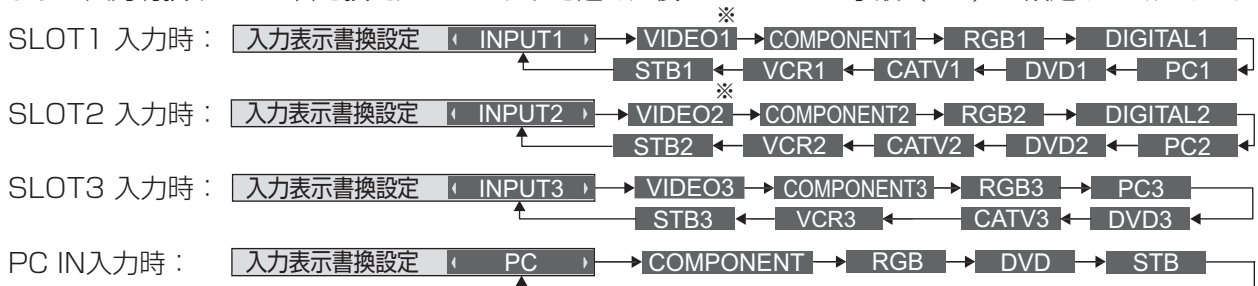 ※
SLOT1 入力時： 入力表示書換設定 INPUT1 VIDEO1 COMPONENT1 RGB1 DIGITAL1
STB1 VCR1 CATV1 DVD1 PC1
※
SLOT2 入力時： 入力表示書換設定 INPUT2 VIDEO2 COMPONENT2 RGB2 DIGITAL2
STB2 VCR2 CATV2 DVD2 PC2
SLOT3 入力時： 入力表示書換設定 INPUT3 VIDEO3 COMPONENT3 RGB3 PC3
STB3 VCR3 CATV3 DVD3
PC IN入力時： 入力表示書換設定 PC COMPONENT RGB DVD STB